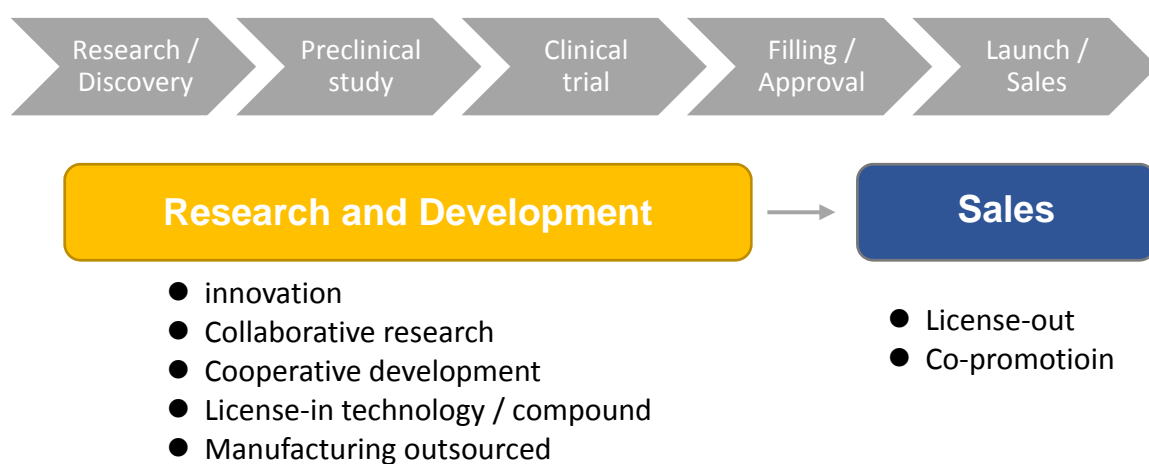 Research /
Discovery
Preclinical
study
Clinical
trial
Filling /
Approval
Launch /
Sales
Research and Development
Sales
● innovation
● Collaborative research
● Cooperative development
● License-in technology / compound
● Manufacturing outsourced
● License-out
● Co-promotioin